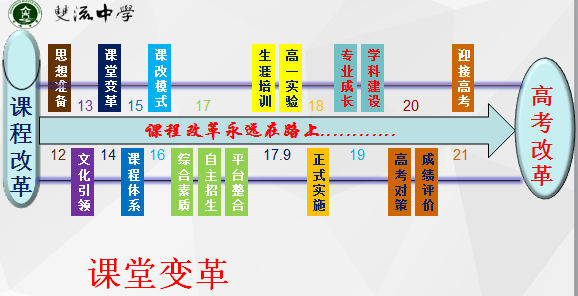 雙流中學
课程改革
思想准备
课堂变革
课改模式
生涯培训
高一实验
专业成长
学科建设
迎接高考
13
15
17
18
20
课程改革永远在路上............
高考改革
12
14
16
17.9
19
21
文化引领
课程体系
综合素质
自主招生
平台整合
正式实施
高考对策
成绩评价
课堂变革